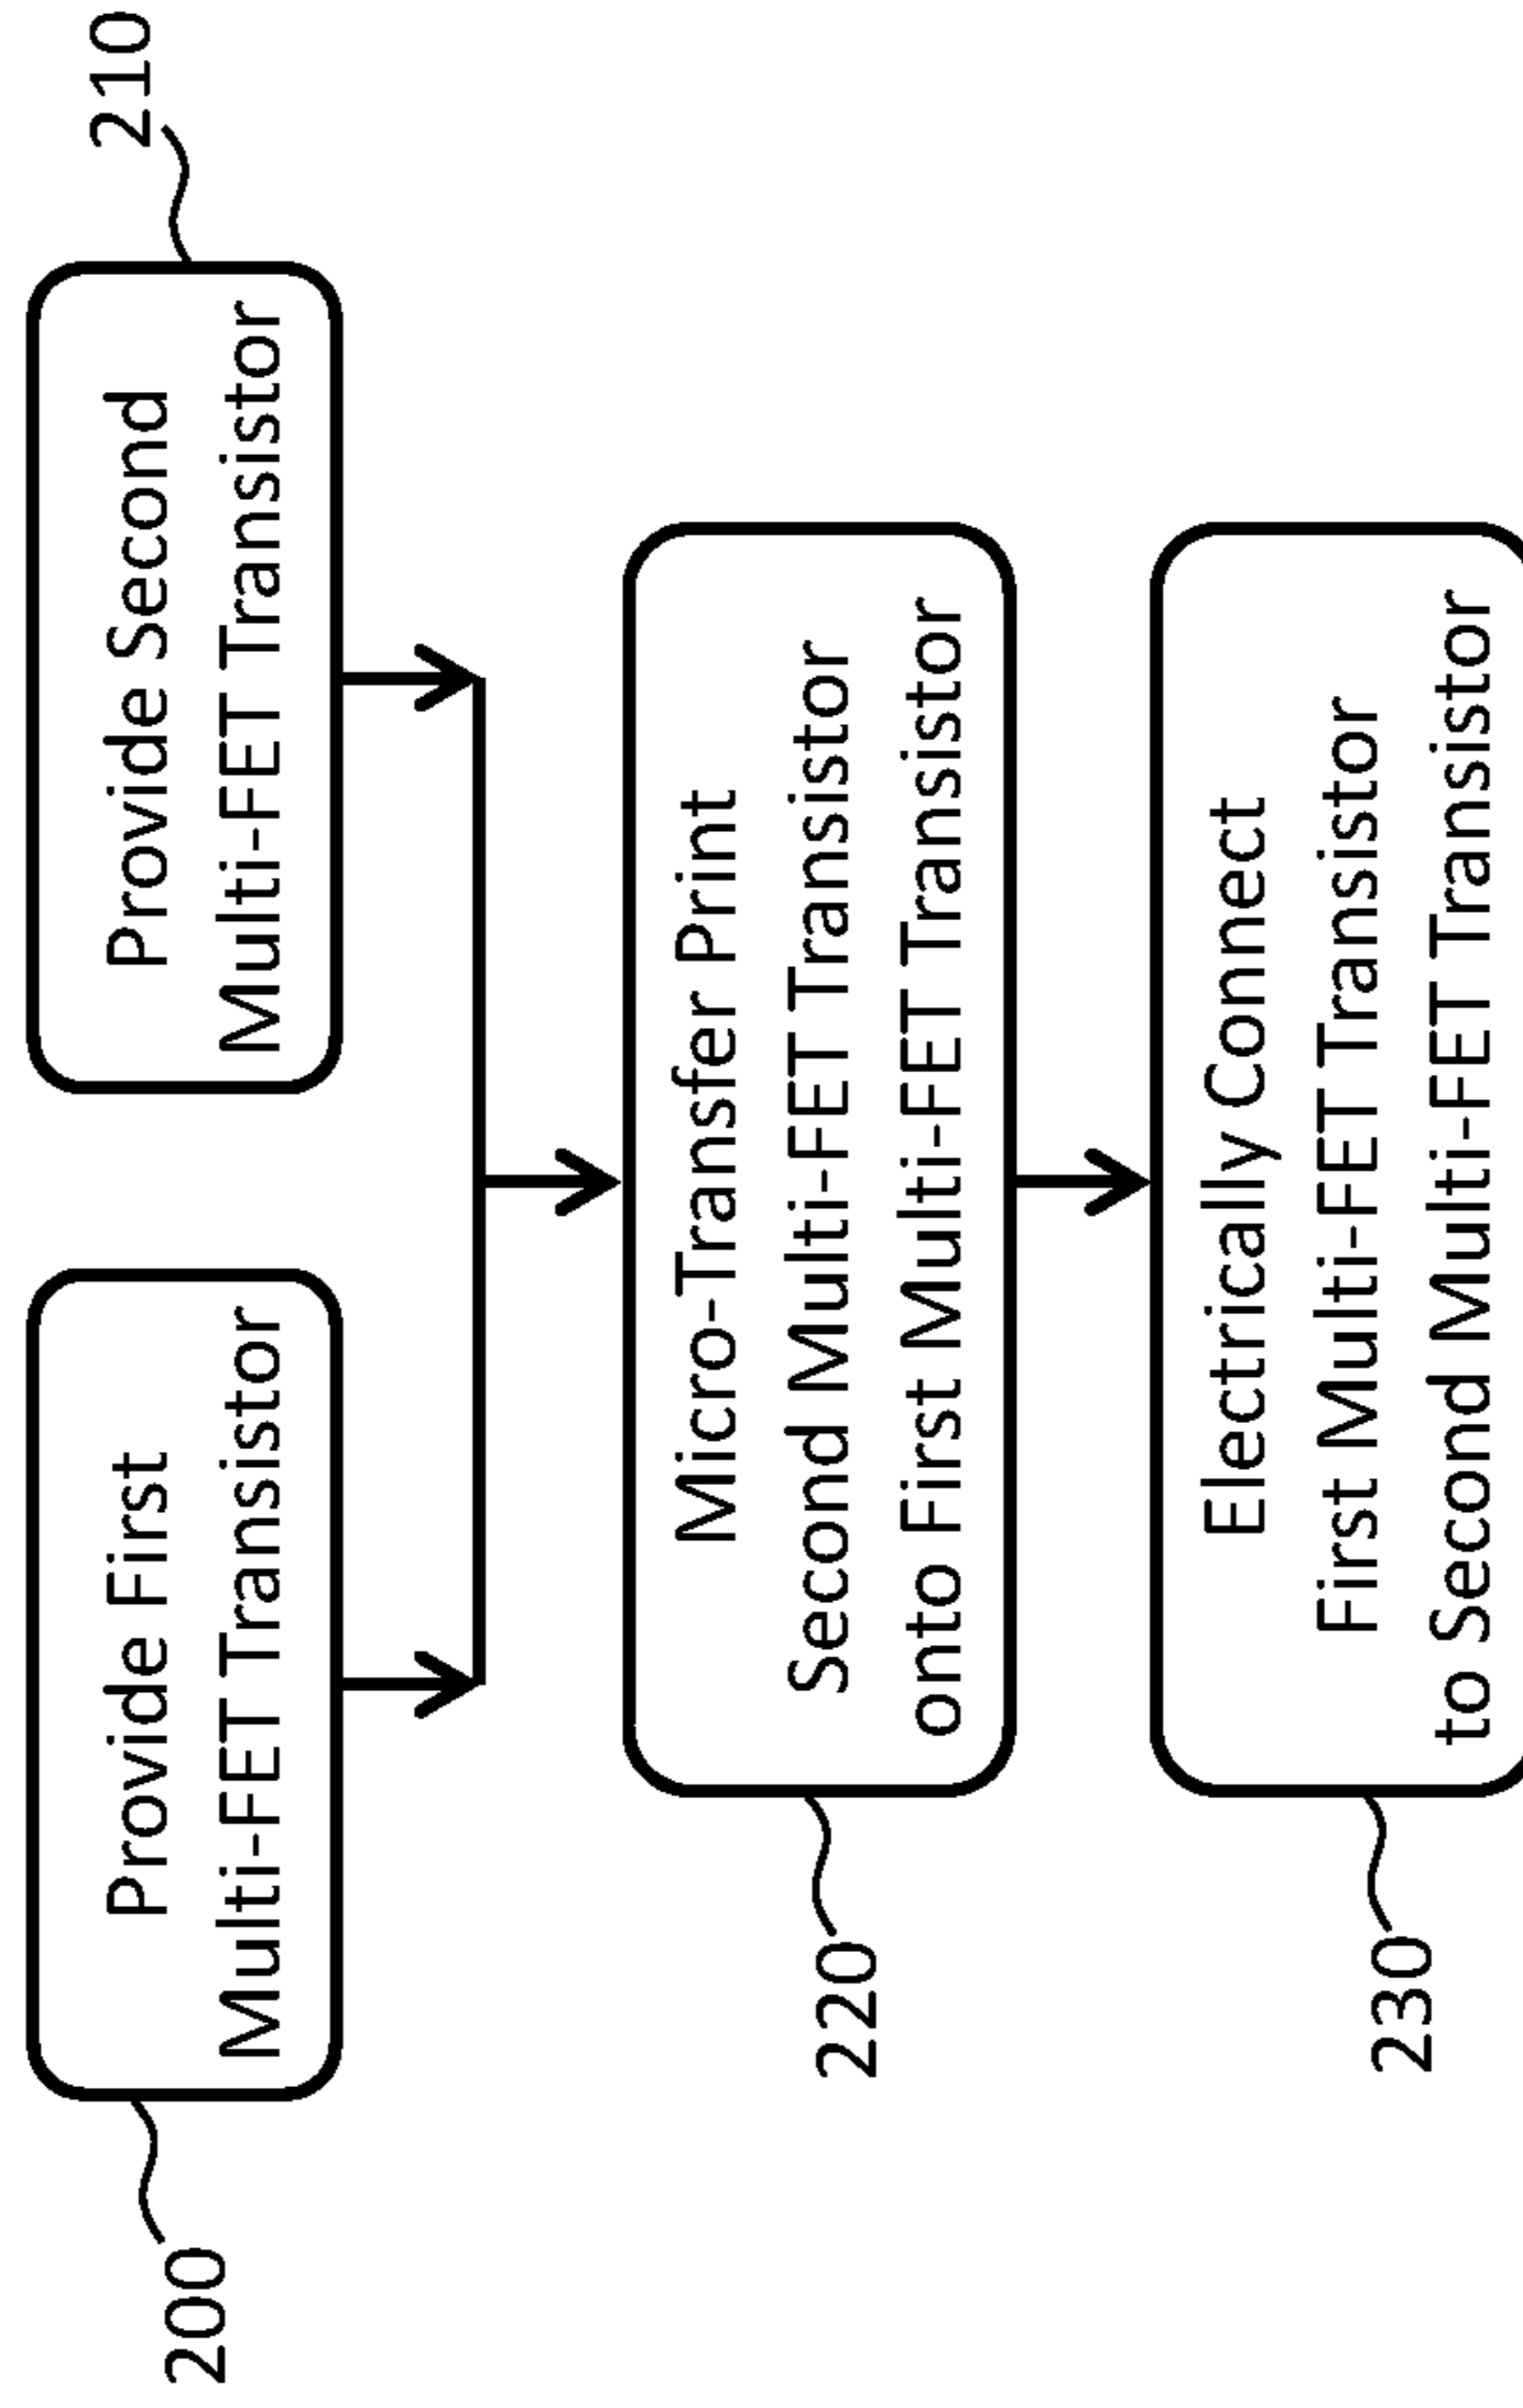 200
Provide First
Multi-FET Transistor
Provide Second
Multi-FET Transistor
210
220
Micro-Transfer Print
Second Multi-FET Transistor
onto First Multi-FET Transistor
230
Electrically Connect
First Multi-FET Transistor
to Second Multi-FET Transistor